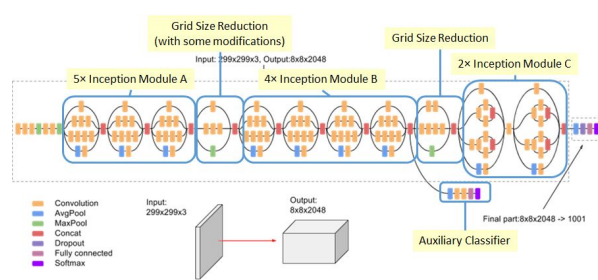 Grid Size Reduction
(with some modifications)
Grid Size Reduction
Input: 299x299x3, Output:8x8x2048
5× Inception Module A
4× Inception Module B
2× Inception Module C
Convolution
AvgPool
MaxPool
Concat
Dropout
Fully connected
Softmax
Input:
299x299x3
Output:
8x8x2048
Final part:8x8x2048 -> 1001
Auxiliary Classifier